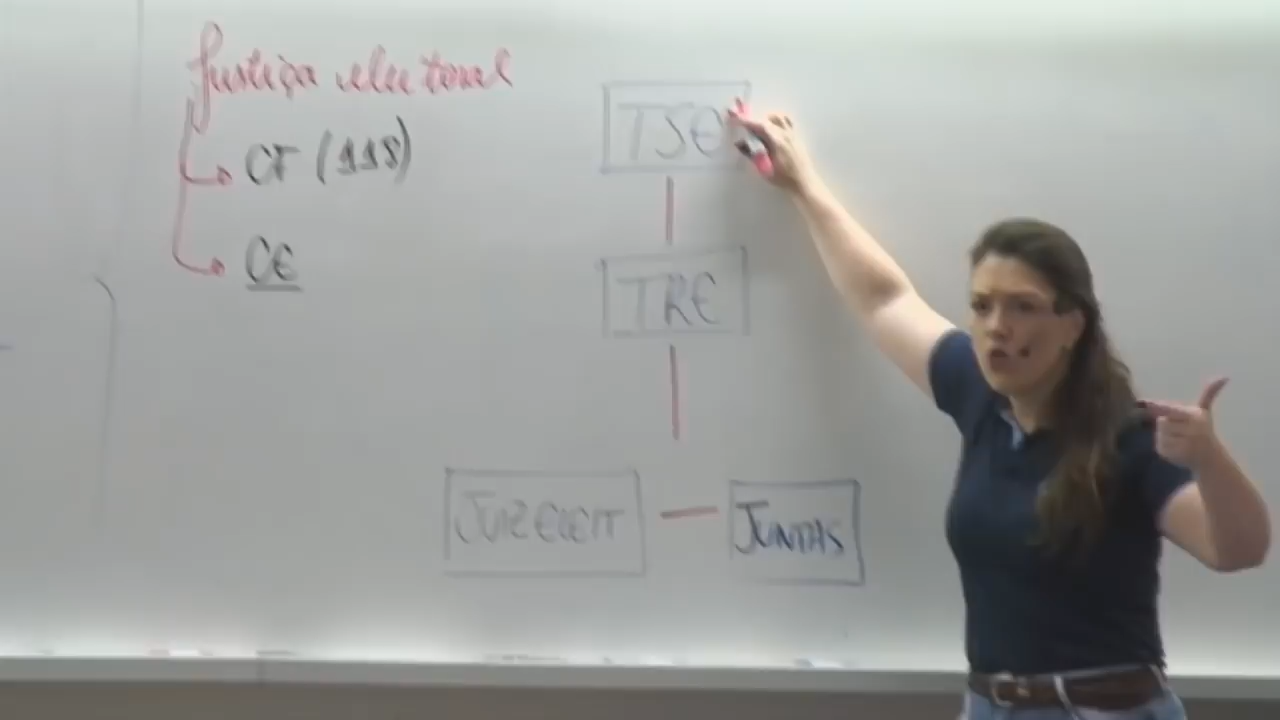 Justiça eleitoral
CF (118)
CE
TSE
TRE
JUIZ ELEIT
JUNTAS